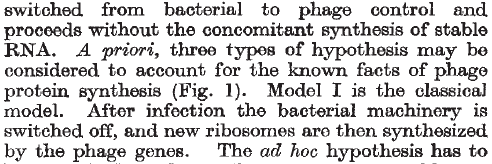 switched from bacterial to phage control and
proceeds without the concomitant synthesis of stable
RNA. A priori, three types of hypothesis may be
considered to account for the known facts of phage
protein synthesis (Fig. 1). Model I is the classical
model. After infection the bacterial machinery is
switched off, and new ribosomes are then synthesized
by the phage genes. The ad hoc hypothesis has to